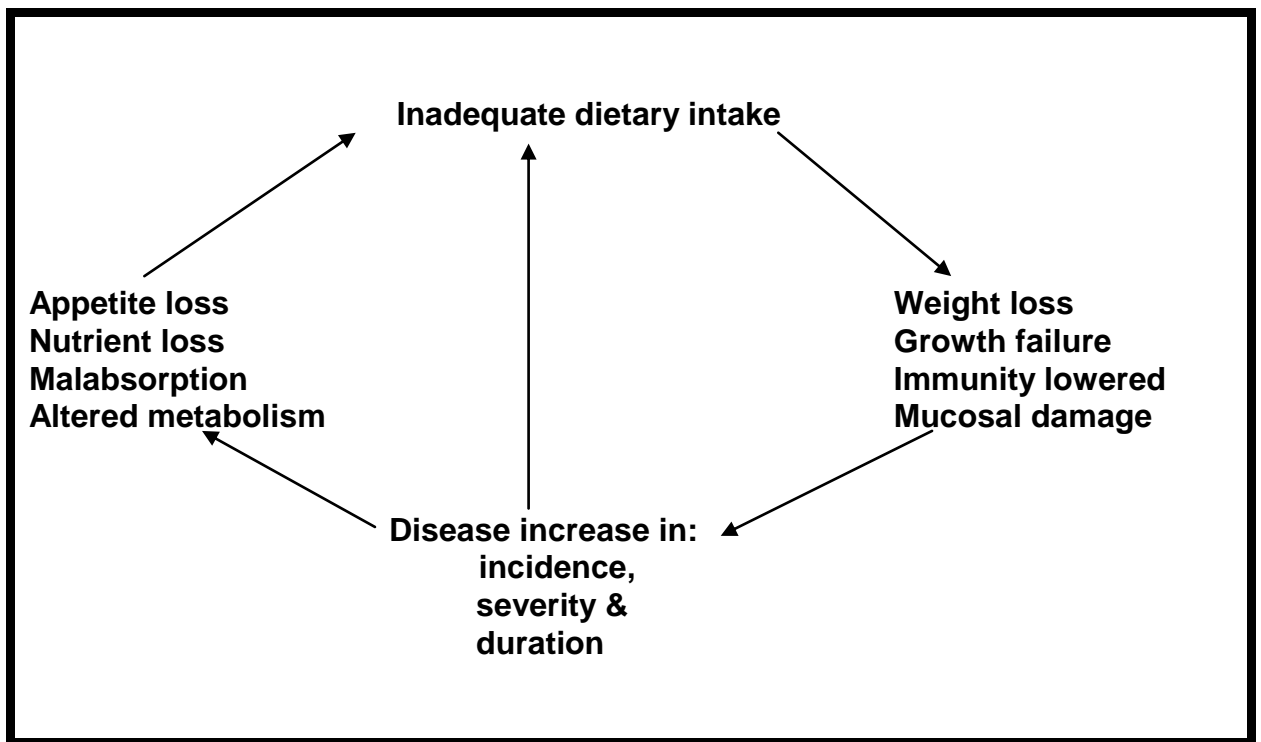 Inadequate dietary intake
Appetite loss
Nutrient loss
Malabsorption
Altered metabolism
Weight loss
Growth failure
Immunity lowered
Mucosal damage
Disease increase in:
incidence,
severity &
duration